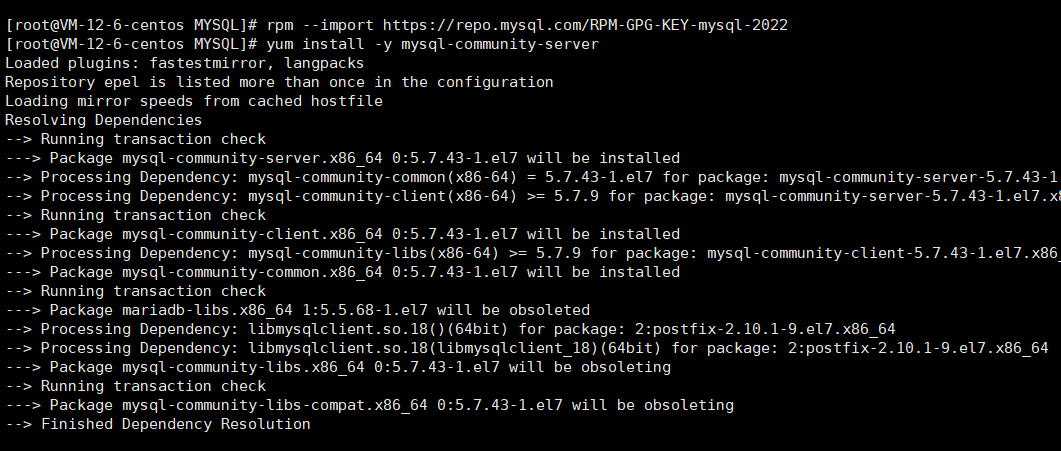 [root@VM-12-6-centos MYSQL]# rpm --import https://repo.mysql.com/RPM-GPG-KEY-mysql-2022
[root@VM-12-6-centos MYSQL]# yum install -y mysql-community-server
Loaded plugins: fastestmirror, langpacks
Repository epel is listed more than once in the configuration
Loading mirror speeds from cached hostfile
Resolving Dependencies
--> Running transaction check
---> Package mysql-community-server.x86_64 0:5.7.43-1.el7 will be installed
--> Processing Dependency: mysql-community-common(x86-64) = 5.7.43-1.el7 for package: mysql-community-server-5.7.43-1
--> Processing Dependency: mysql-community-client(x86-64) >= 5.7.9 for package: mysql-community-server-5.7.43-1.el7.x8
--> Running transaction check
---> Package mysql-community-client.x86_64 0:5.7.43-1.el7 will be installed
--> Processing Dependency: mysql-community-libs(x86-64) >= 5.7.9 for package: mysql-community-client-5.7.43-1.el7.x86_
---> Package mysql-community-common.x86_64 0:5.7.43-1.el7 will be installed
--> Running transaction check
---> Package mariadb-libs.x86_64 1:5.5.68-1.el7 will be obsoleted
--> Processing Dependency: libmysqlclient.so.18()(64bit) for package: 2:postfix-2.10.1-9.el7.x86_64
--> Processing Dependency: libmysqlclient.so.18(libmysqlclient_18)(64bit) for package: 2:postfix-2.10.1-9.el7.x86_64
---> Package mysql-community-libs.x86_64 0:5.7.43-1.el7 will be obsoleting
--> Running transaction check
---> Package mysql-community-libs-compat.x86_64 0:5.7.43-1.el7 will be obsoleting
--> Finished Dependency Resolution